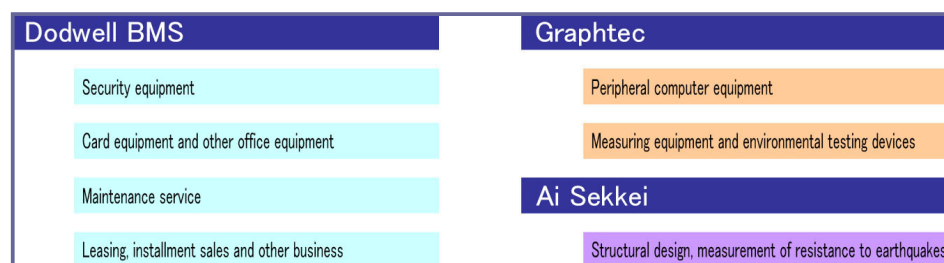 Dodwell BMS
Security equipment
Card equipment and other office equipment
Maintenance service
Leasing, installment sales and other business
Graphtec
Peripheral computer equipment
Measuring equipment and environmental testing devices
Ai Sekkei
Structural design, measurement of resistance to earthquakes